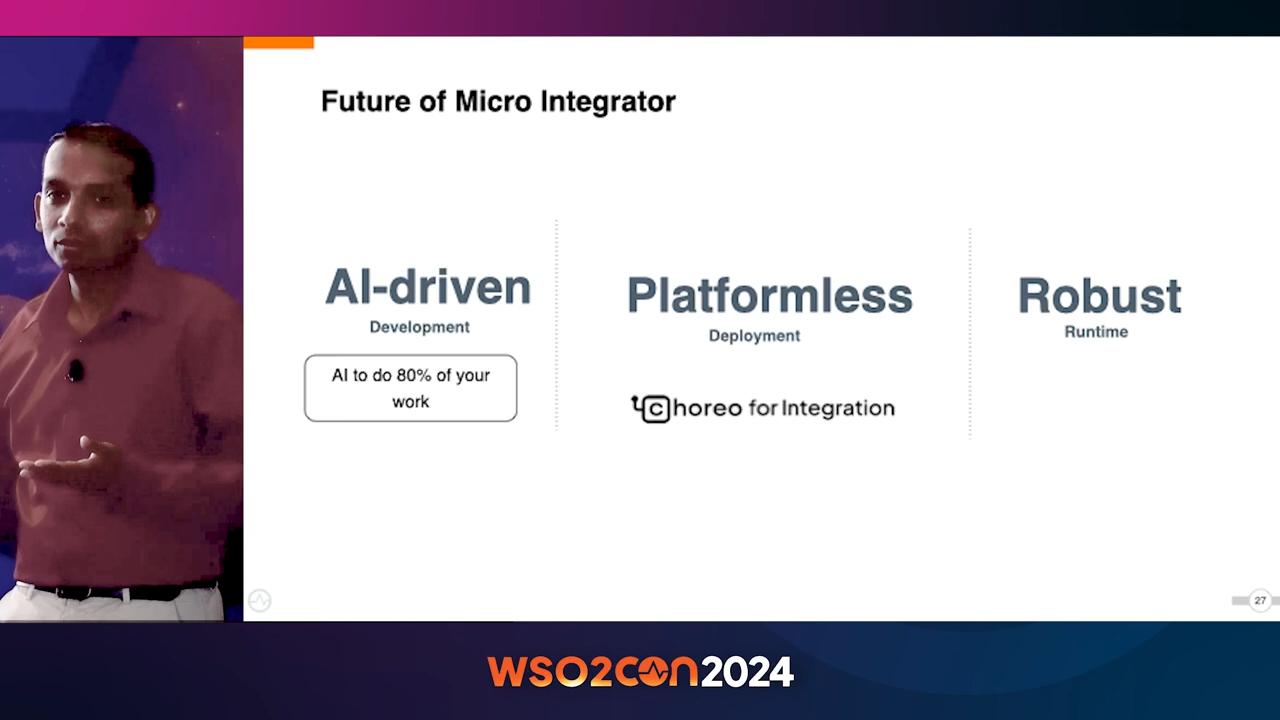 Future of Micro Integrator
AI-driven
Development
AI to do 80% of your
work
Platformless
Deployment
choreo for Integration
Robust
Runtime
27
WSO2CON2024